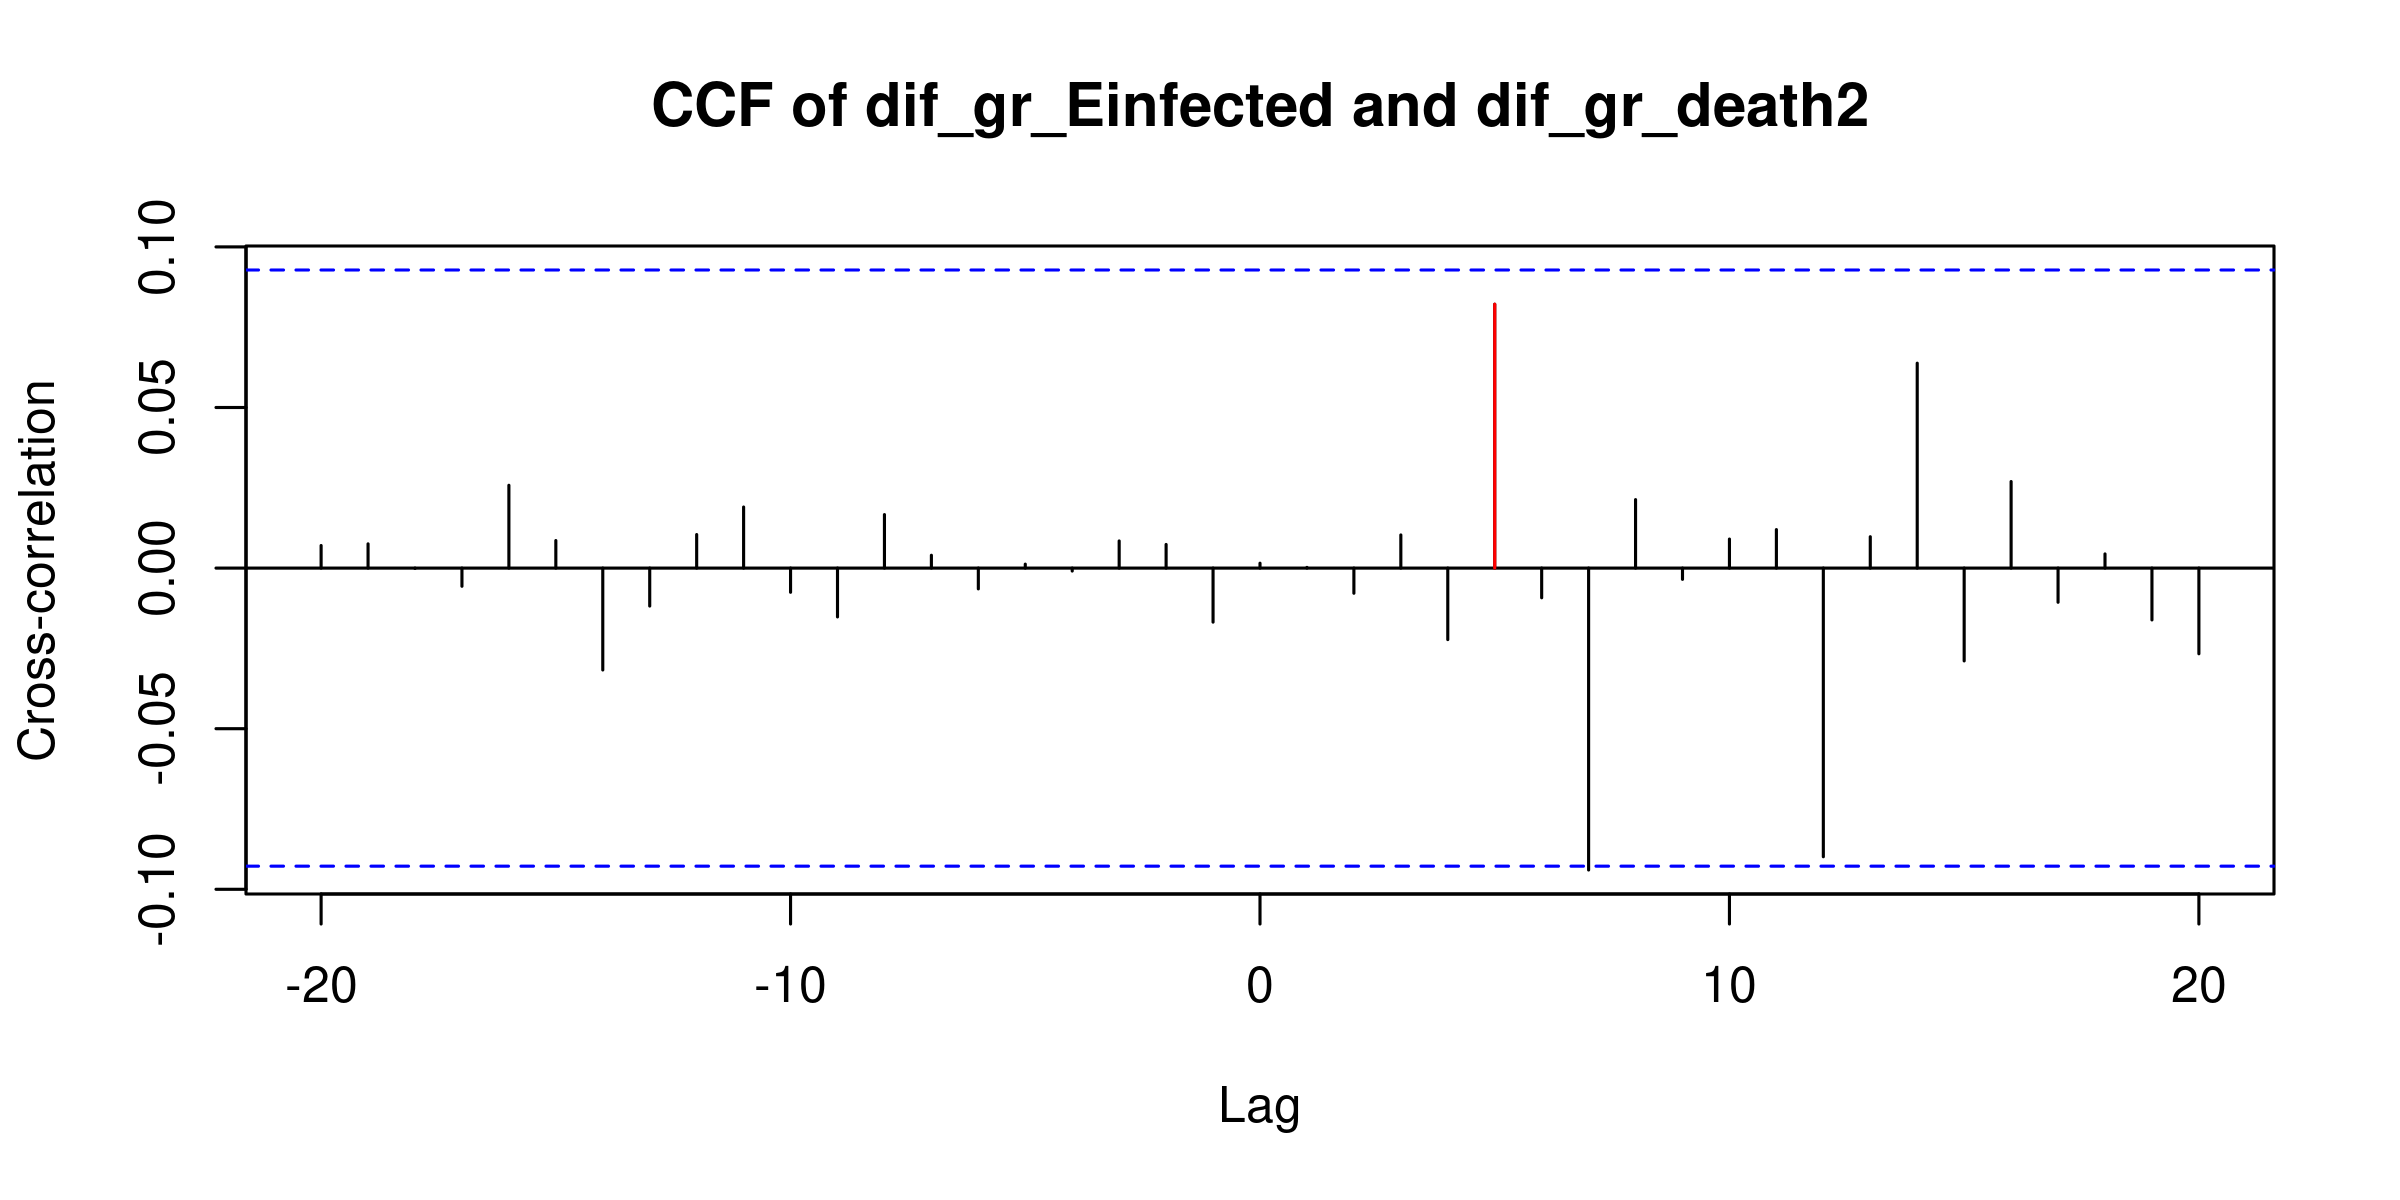 CCF of dif_gr_Einfected and dif_gr_death2
Cross-correlation
0.10
0.05
0.00
-0.05
-0.10
-20 -10 0 10 20
Lag